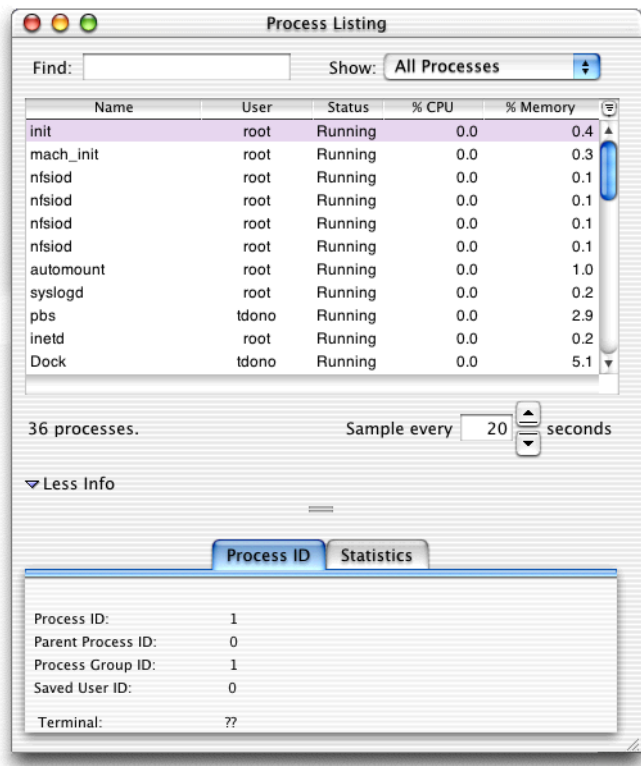 Process Listing
Find: Show: All Processes
Name User Status % CPU % Memory
init root Running 0.0 0.4
mach_init root Running 0.0 0.3
nfsiod root Running 0.0 0.1
nfsiod root Running 0.0 0.1
nfsiod root Running 0.0 0.1
nfsiod root Running 0.0 0.1
automount root Running 0.0 1.0
syslogd root Running 0.0 0.2
pbs tdono Running 0.0 2.9
inetd root Running 0.0 0.2
Dock tdono Running 0.0 5.1
36 processes. Sample every 20 seconds
Less Info
Process ID Statistics
Process ID: 1
Parent Process ID: 0
Process Group ID: 1
Saved User ID: 0
Terminal: ??